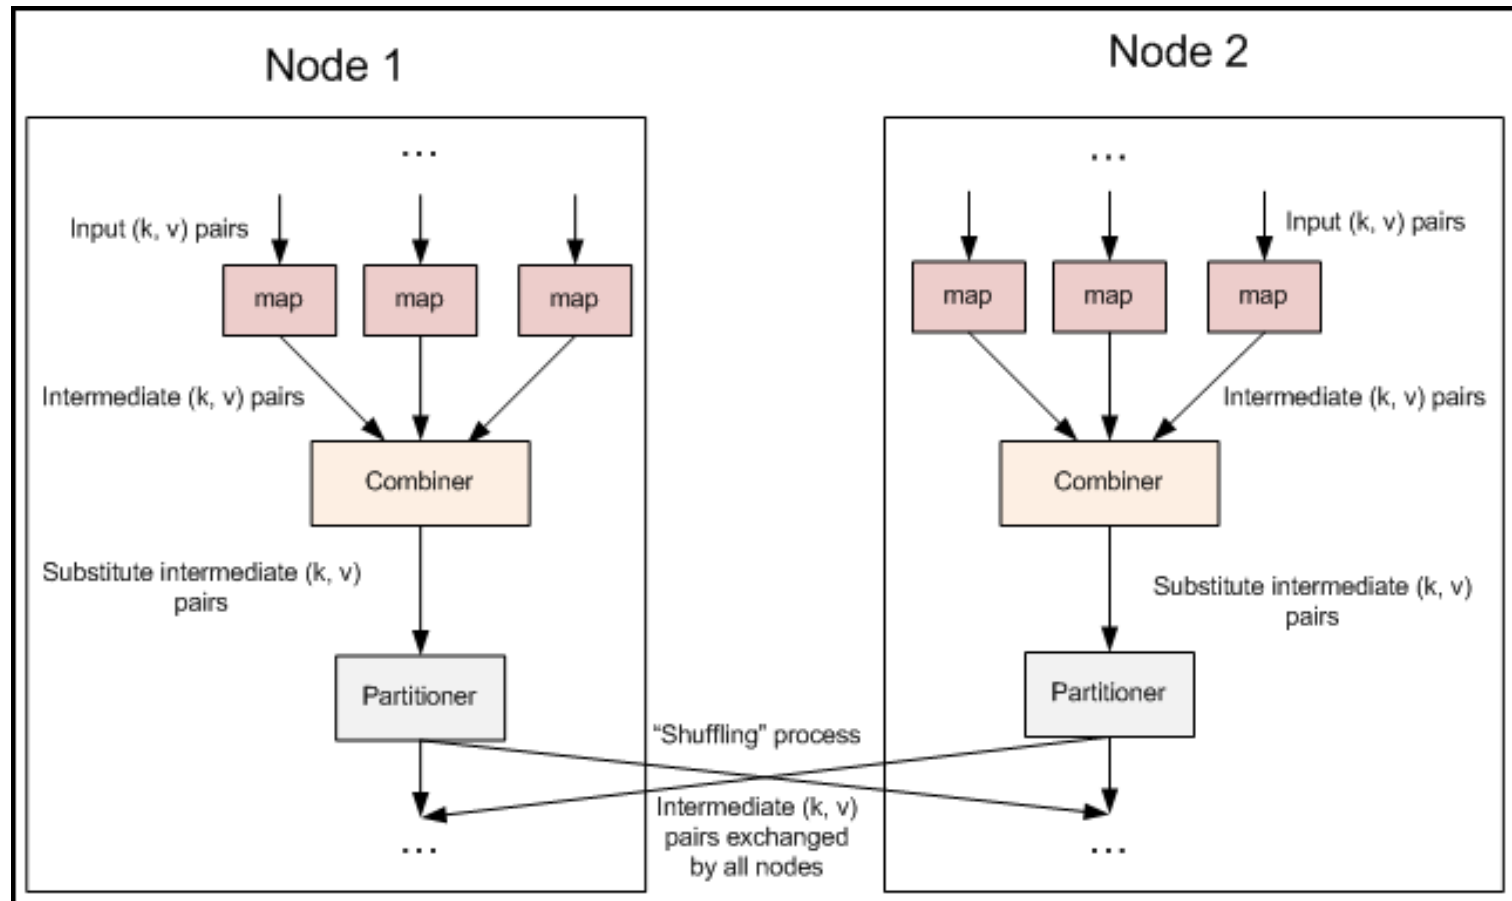 Node 1
Node 2
...
...
Input (k, v) pairs
Input (k, v) pairs
map
map
map
map
map
map
Intermediate (k, v) pairs
Intermediate (k, v) pairs
Combiner
Combiner
Substitute intermediate (k, v)
pairs
Substitute intermediate (k, v)
pairs
Partitioner
Partitioner
“Shuffling” process
Intermediate (k, v)
pairs exchanged
by all nodes
...
...